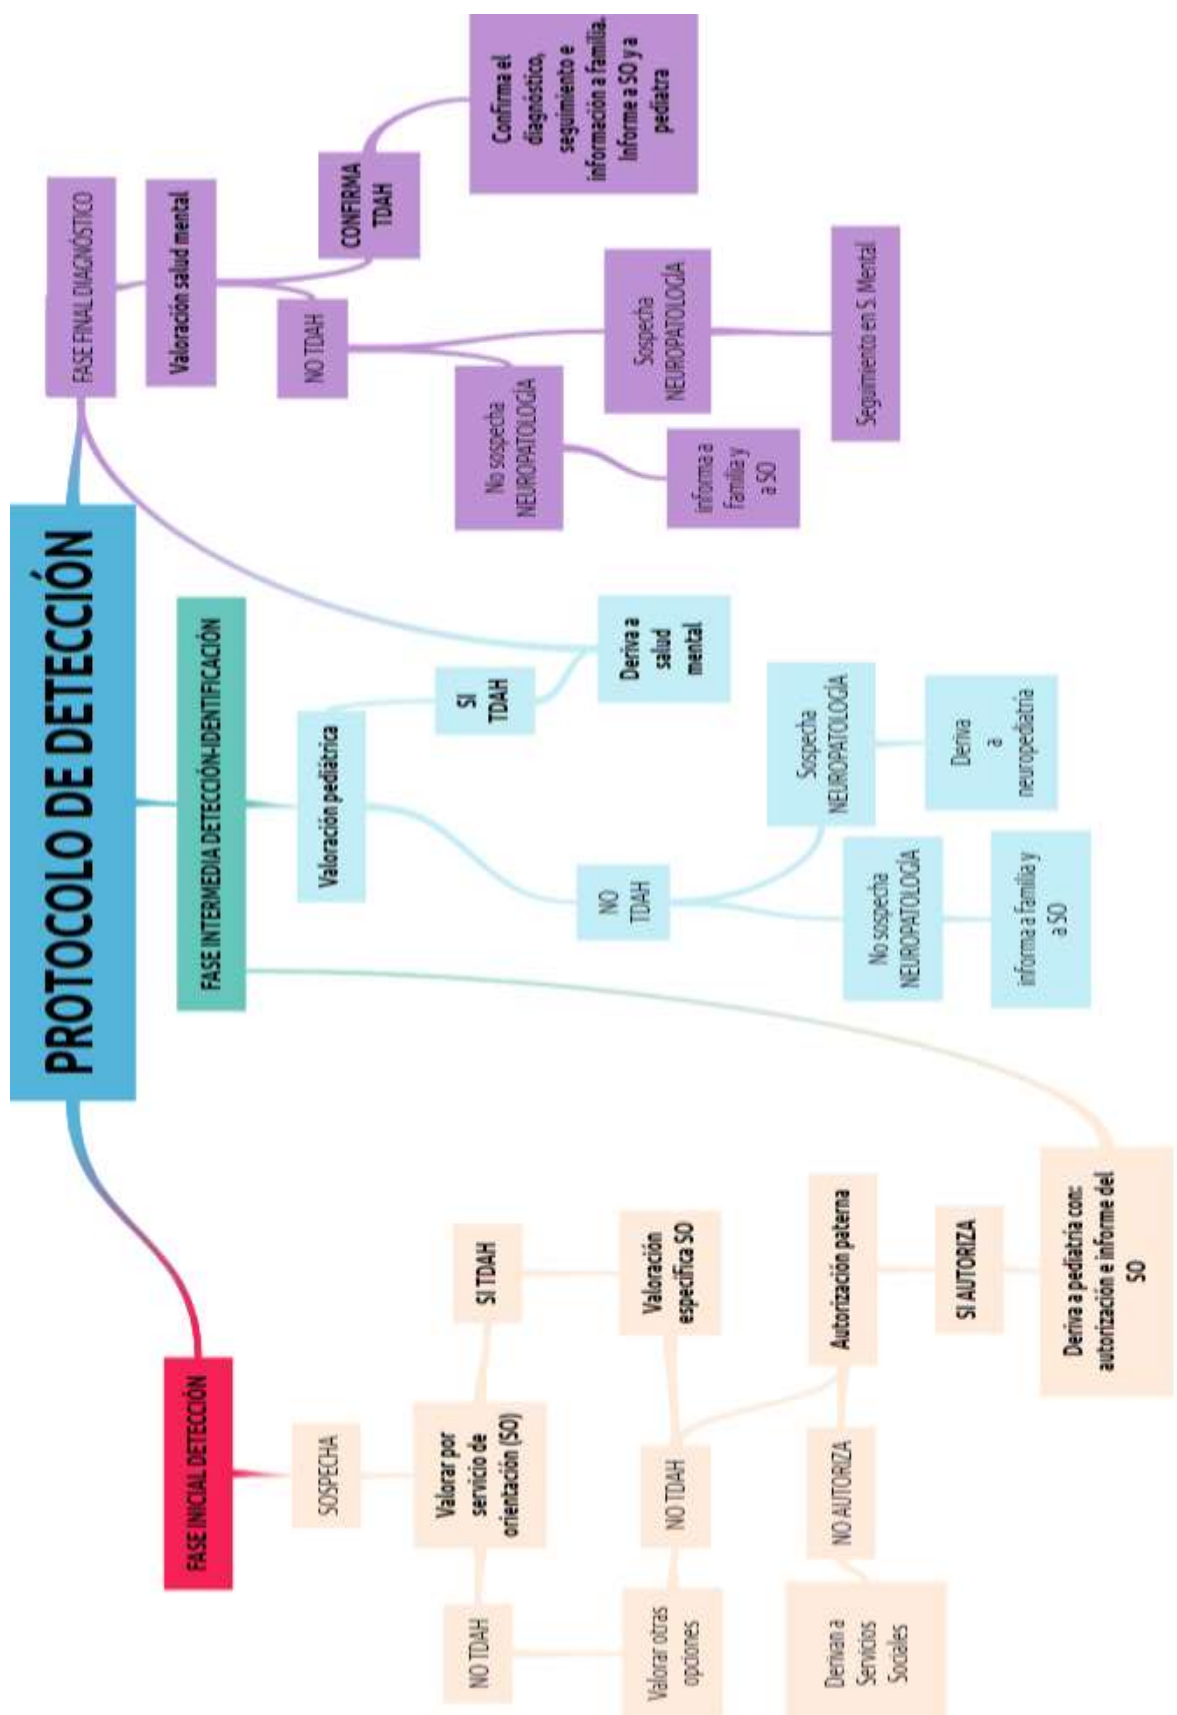 PROTOCOLO DE DETECCIÓN
FASE INICIAL DETECCIÓN
SOSPECHA
Valorar por
servicio de
orientación (SO)
NO TDAH
SI TDAH
Valorar otras
opciones
NO TDAH
Valoración
específica SO
Derivan a
Servicios
Sociales
NO AUTORIZA
Autorización paterna
SI AUTORIZA
Deriva a pediatría con:
autorización e informe del
SO
FASE INTERMEDIA DETECCIÓN-IDENTIFICACIÓN
Valoración pediátrica
SI
TDAH
NO
TDAH
Deriva a
salud
mental
No sospecha
NEUROPATOLOGÍA
Sospecha
NEUROPATOLOGÍA
informa a Familia y
a SO
Deriva
a
neuropediatría
FASE FINAL DIAGNÓSTICO
Valoración salud mental
NO TDAH
CONFIRMA
TDAH
No sospecha
NEUROPATOLOGÍA
Sospecha
NEUROPATOLOGÍA
Confirma el
diagnóstico,
seguimiento e
información a familia.
Informe a SO y a
pediatra
informa a
Familia y
a SO
Seguimiento en S. Mental